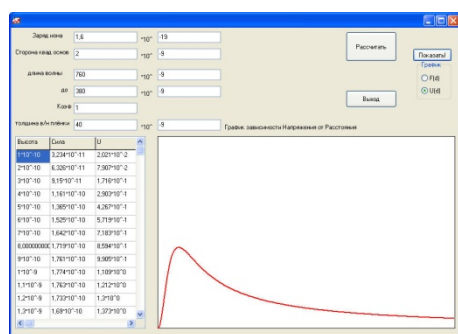 Заряд иона 1,6 *10^ -19
Рассчитать
Сторона квад. основ 2 *10^ -9
Показать!
График
длина волны 760 *10^ -9
F(d)
до 380 *10^ -9
U(d)
Выход
Коэф 1
толщина в/н плёнки 40 *10^ -9 График зависимости Напряжения от Расстояния
Высота Сила U
1*10^-10 3,234*10^-11 2,021*10^-2
2*10^-10 6,326*10^-11 7,907*10^-2
3*10^-10 9,15*10^-11 1,716*10^-1
4*10^-10 1,161*10^-10 2,903*10^-1
5*10^-10 1,365*10^-10 4,267*10^-1
6*10^-10 1,525*10^-10 5,719*10^-1
7*10^-10 1,642*10^-10 7,183*10^-1
8,00000000 1,719*10^-10 8,594*10^-1
9*10^-10 1,761*10^-10 9,905*10^-1
1*10^-9 1,774*10^-10 1,109*10^0
1,1*10^-9 1,763*10^-10 1,212*10^0
1,2*10^-9 1,733*10^-10 1,3*10^0
1,3*10^-9 1,69*10^-10 1,373*10^0